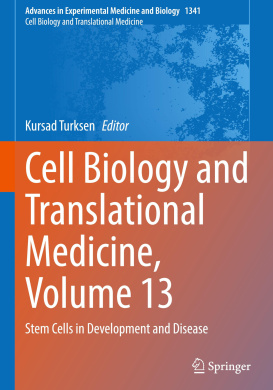 Advances in Experimental Medicine and Biology 1341
Cell Biology and Translational Medicine
Kursad Turksen Editor
Cell Biology and
Translational
Medicine,
Volume 13
Stem Cells in Development and Disease
Springer